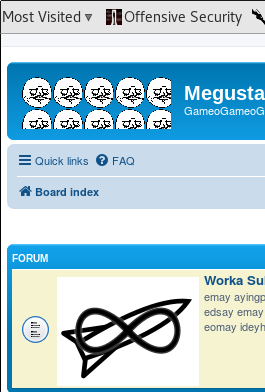 Most Visited Offensive Security
Megusta
GameoGameoG
Quick links FAQ
Board index
FORUM
Worka Su
emay ayingp
edsay emay
eomay ideyh